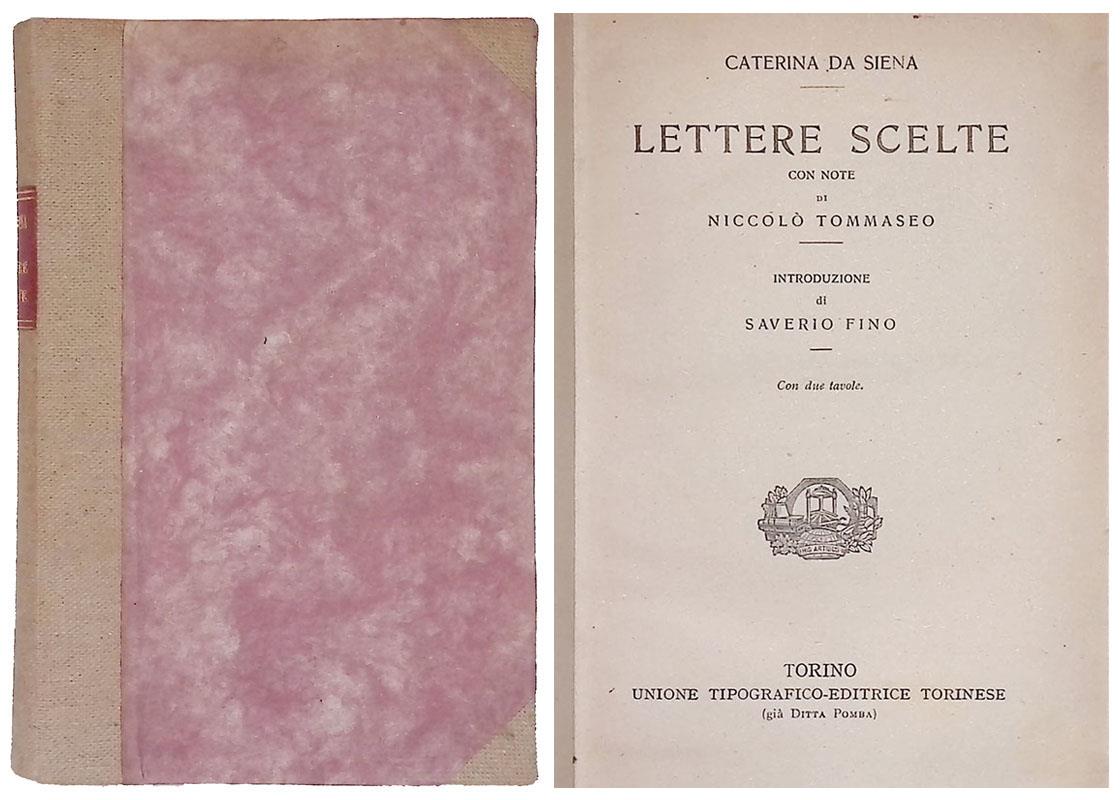 CATERINA DA SIENA
LETTERE SCELTE
CON NOTE
DI
NICCOLÒ TOMMASEO
INTRODUZIONE
di
SAVERIO FINO
Con due tavole.
TORINO
UNIONE TIPOGRAFICO-EDITRICE TORINESE
(già DITTA POMBA)